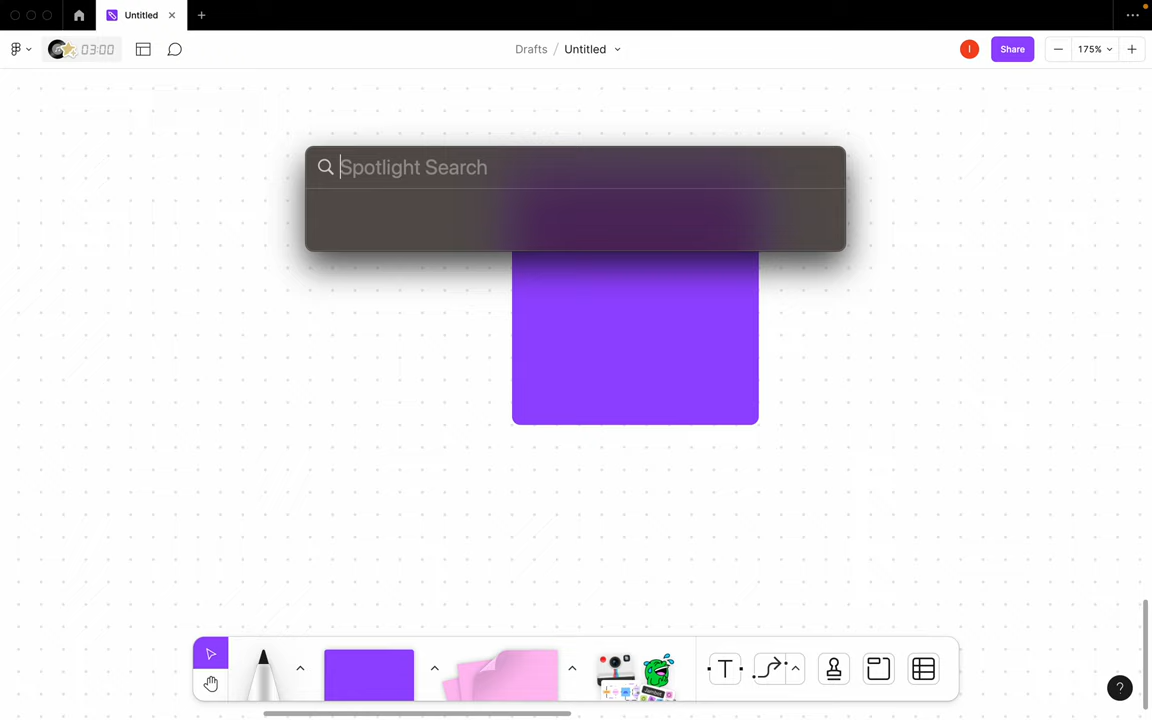 Untitled
03:00
Drafts / Untitled
I
Share
175%
Spotlight Search
T
?